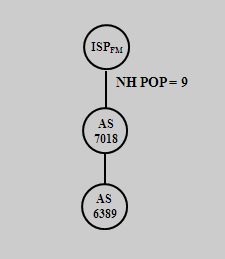 ISPFM
NH POP = 9
AS
7018
AS
6389